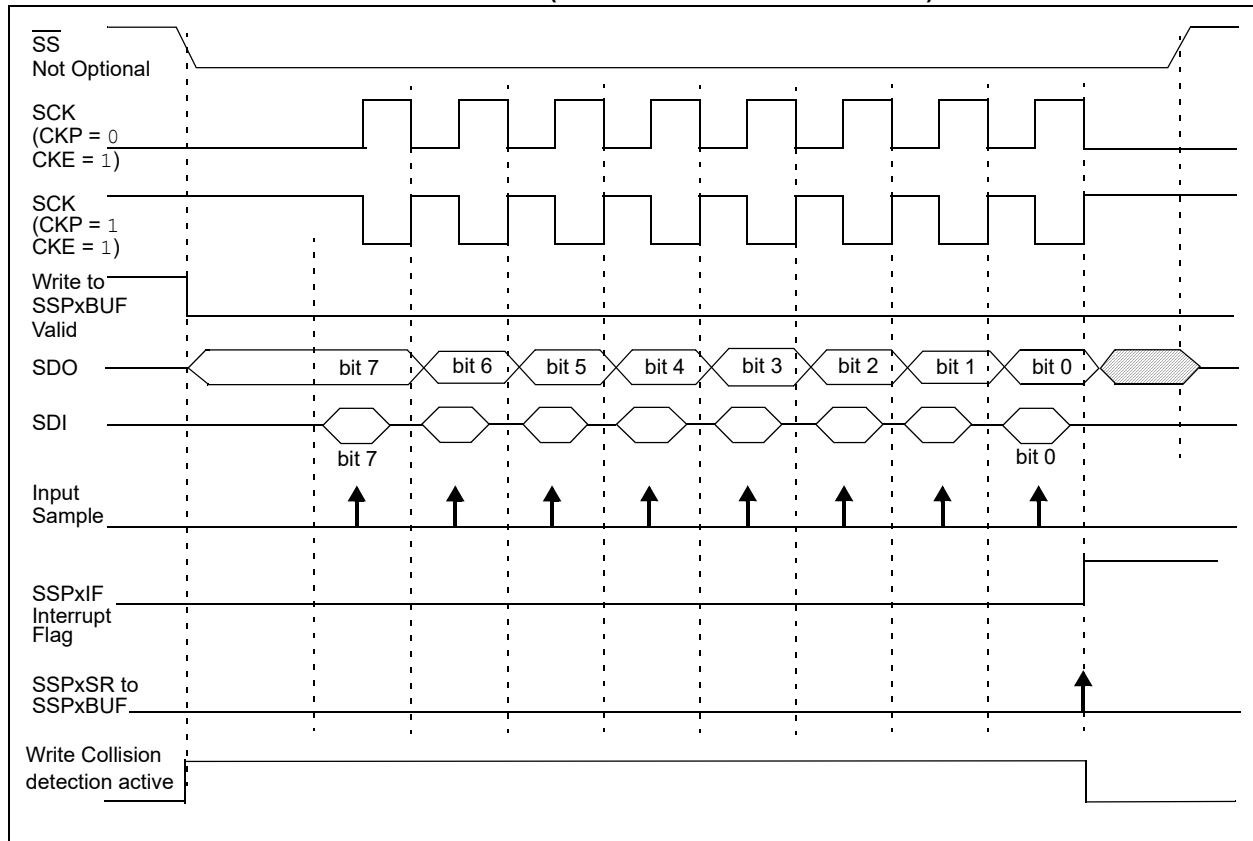 SS
Not Optional
SCK
(CKP = 0
CKE = 1)
SCK
(CKP = 1
CKE = 1)
Write to
SSPxBUF
Valid
SDO
bit 7 bit 6 bit 5 bit 4 bit 3 bit 2 bit 1 bit 0
SDI
bit 7 bit 0
Input
Sample
SSPxIF
Interrupt
Flag
SSPxSR to
SSPxBUF
Write Collision
detection active